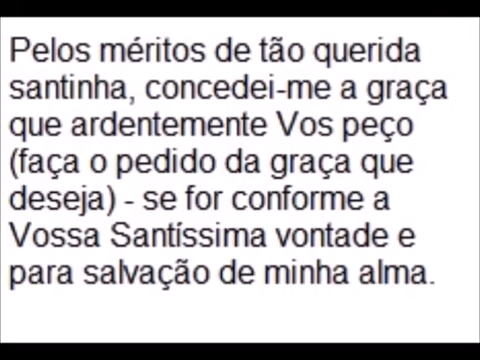 Pelos méritos de tão querida
santinha, concedei-me a graça
que ardentemente Vos peço
(faça o pedido da graça que
deseja) - se for conforme a
Vossa Santíssima vontade e
para salvação de minha alma.